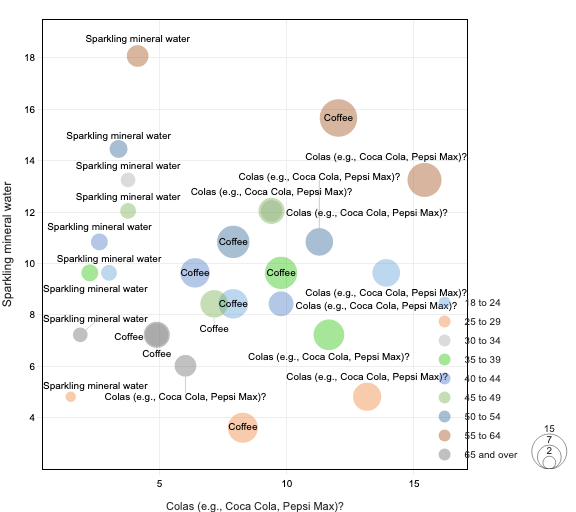 Sparkling mineral water
18
16
Coffee
Sparkling mineral water
14
Colas (e.g., Coca Cola, Pepsi Max)?
Sparkling mineral water
Colas (e.g., Coca Cola, Pepsi Max)?
Colas (e.g., Coca Cola, Pepsi Max)?
Sparkling mineral water
12
Colas (e.g., Coca Cola, Pepsi Max)?
Sparkling mineral water
Coffee
Sparkling mineral water
10
Coffee
Coffee
Sparkling mineral water
Colas (e.g., Coca Cola, Pepsi Max)?
Coffee
Colas (e.g., Coca Cola, Pepsi Max)?
8
Sparkling mineral water
Coffee
Coffee
Coffee
Colas (e.g., Coca Cola, Pepsi Max)?
6
Colas (e.g., Coca Cola, Pepsi Max)?
Sparkling mineral water
Colas (e.g., Coca Cola, Pepsi Max)?
4
Coffee
Sparkling mineral water
5
10
15
Colas (e.g., Coca Cola, Pepsi Max)?
18 to 24
25 to 29
30 to 34
35 to 39
40 to 44
45 to 49
50 to 54
55 to 64
65 and over
15
7
2